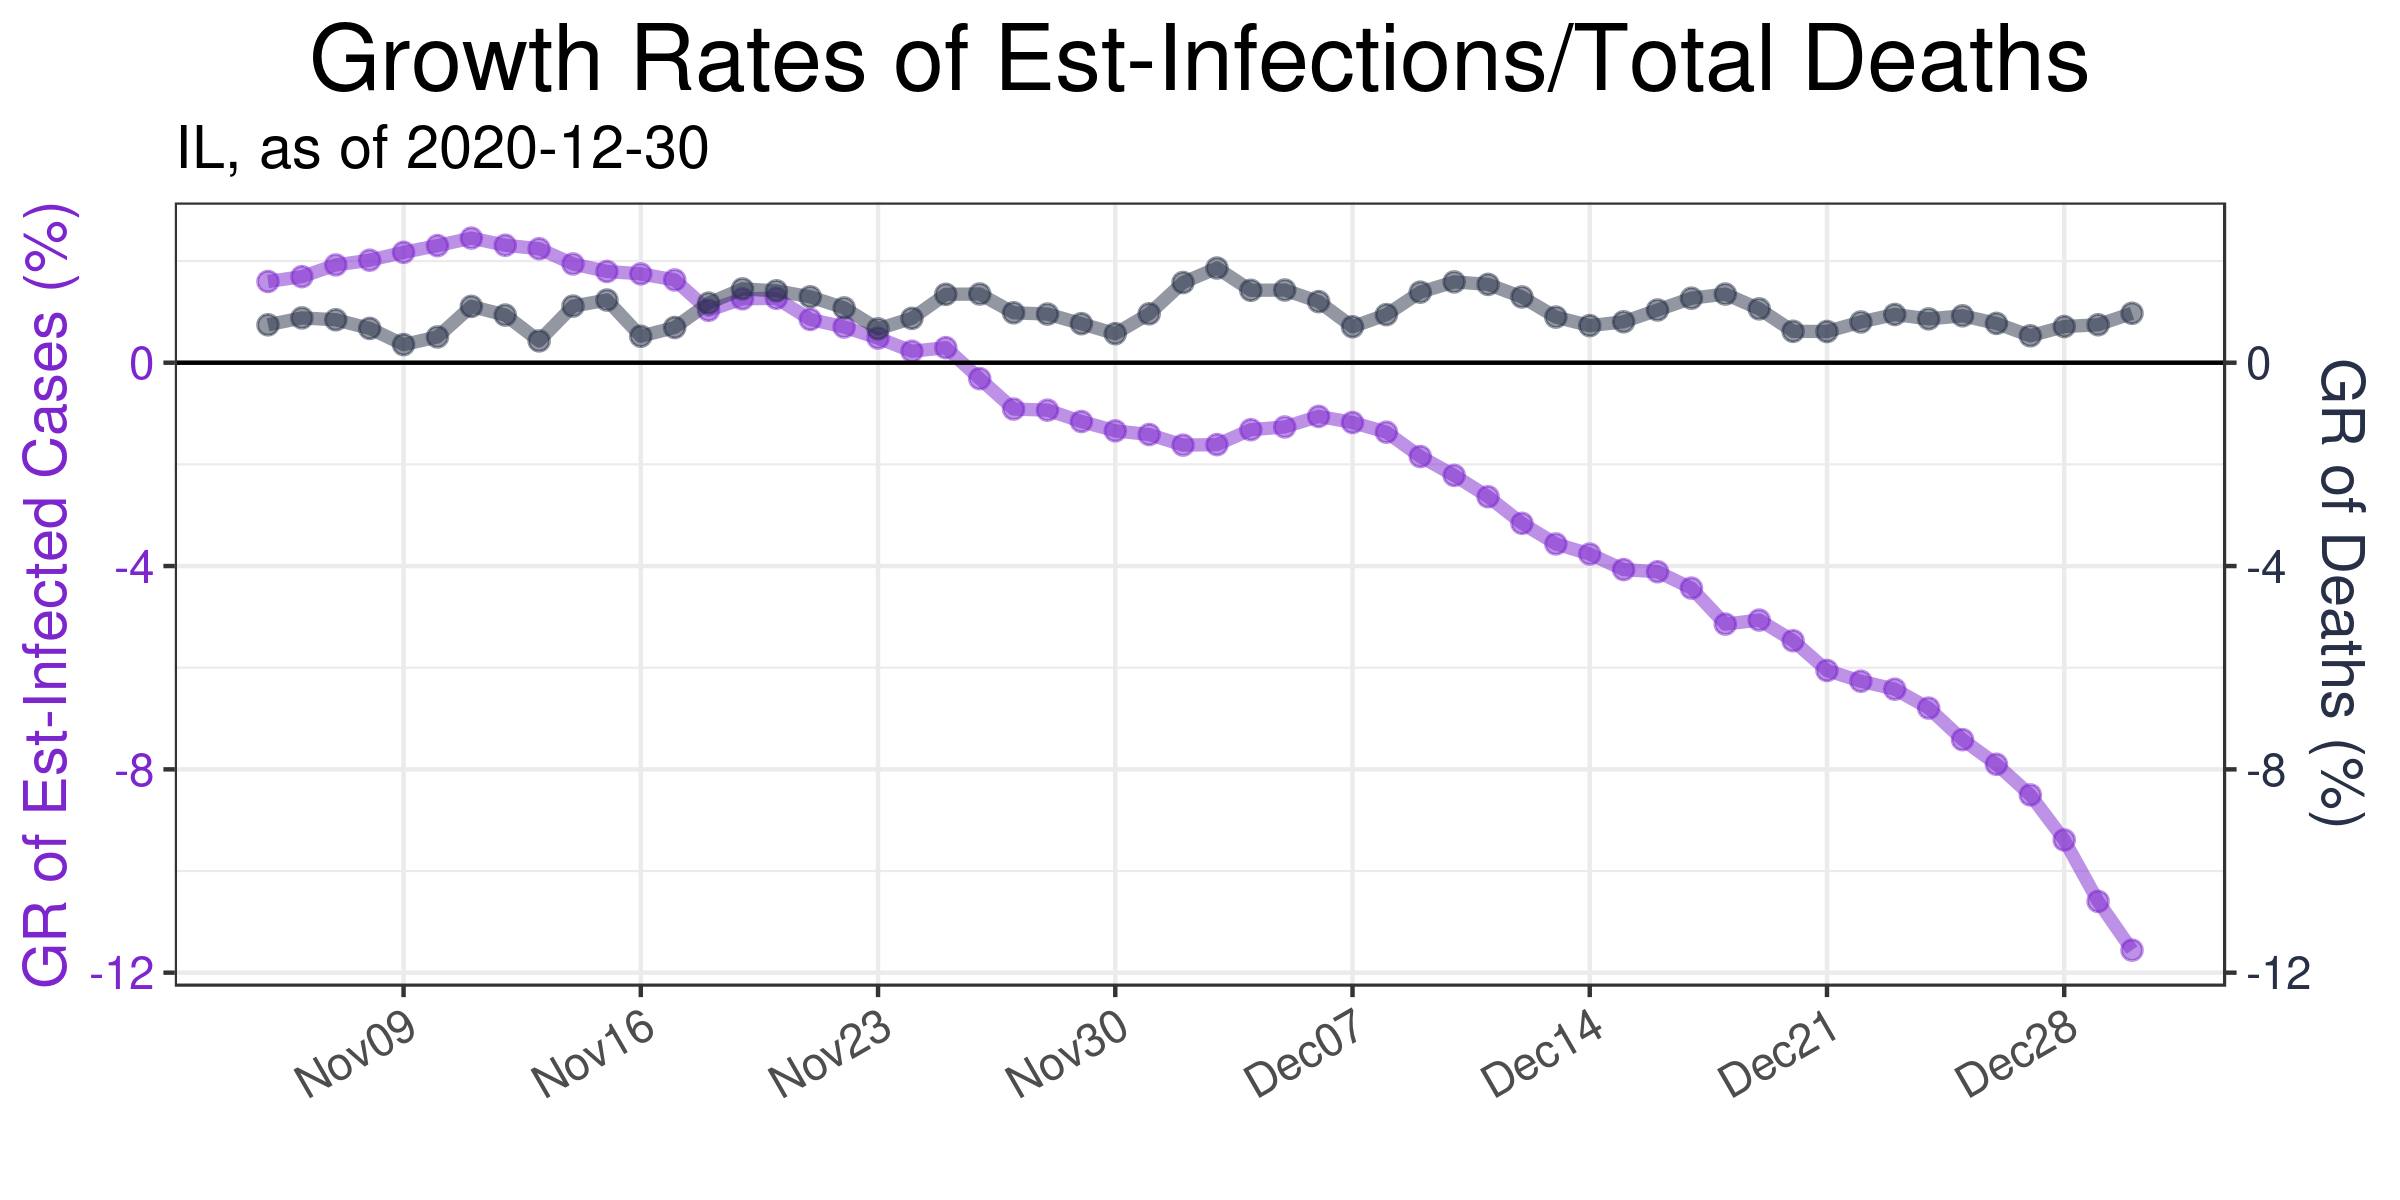 Growth Rates of Est-Infections/Total Deaths
IL, as of 2020-12-30
GR of Est-Infected Cases (%)
0
-4
-8
-12
0
-4
-8
-12
GR of Deaths (%)
Nov09
Nov16
Nov23
Nov30
Dec07
Dec14
Dec21
Dec28